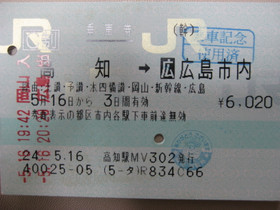 (幹)
乗車記念
使用済
高知 → 広 広島市内
経由:土讃・予讃・本四備讃・岡山・新幹線・広島
5月16日から 3日間有効 ¥6,020
券面表示の都区市内各駅下車前途無効
24.-5.16 高知駅MV302発行
40025-05 (5-タ) R83466